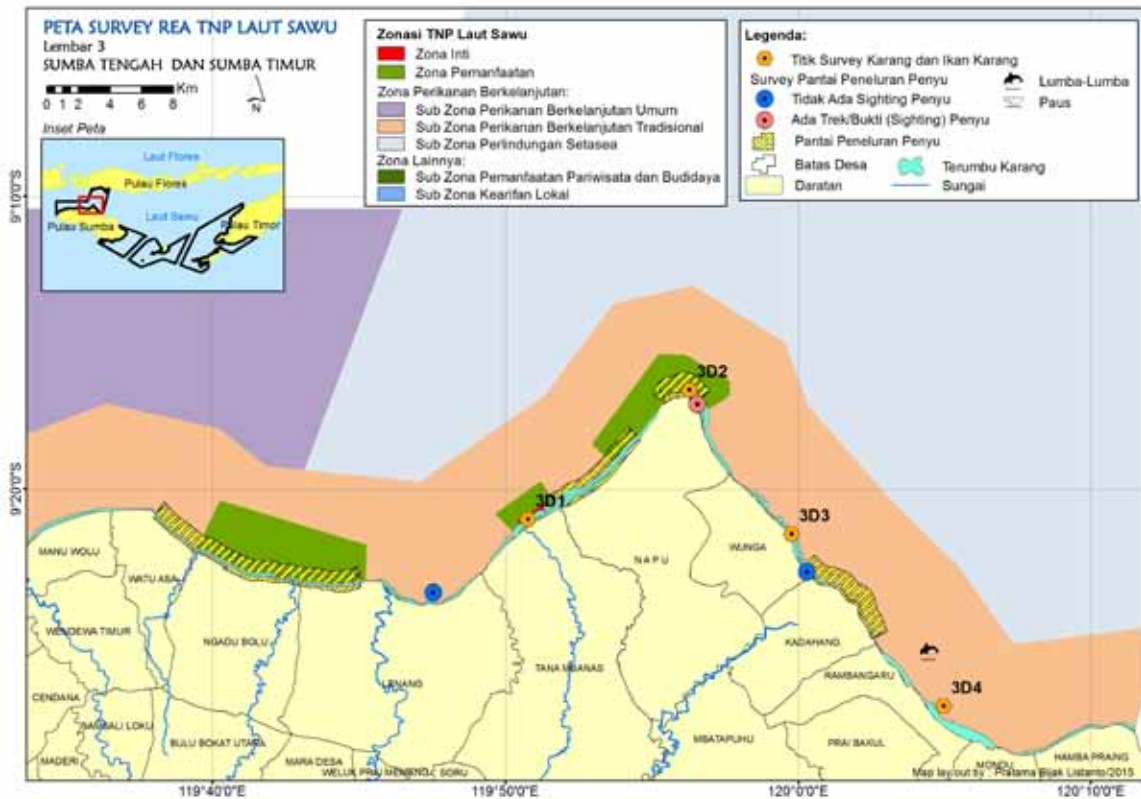 PETA SURVEY REA TNP LAUT SAWU
Lembar 3
SUMBA TENGAH DAN SUMBA TIMUR
0 1 2 4 6 8 Km
N
Inset Peta
Laut Flores
Pulau Flores
Laut Sawu
Pulau Sumba
Pulau Timor
Zonasi TNP Laut Sawu
Zona Inti
Zona Pemanfaatan
Zona Perikanan Berkelanjutan:
Sub Zona Perikanan Berkelanjutan Umum
Sub Zona Perikanan Berkelanjutan Tradisional
Sub Zona Perlindungan Setasea
Zona Lainnya:
Sub Zona Pemanfaatan Pariwisata dan Budidaya
Sub Zona Kearifan Lokal
Legenda:
Titik Survey Karang dan Ikan Karang
Survey Pantai Peneluran Penyu
Tidak Ada Sighting Penyu
Ada Trek/Bukti (Sighting) Penyu
Pantai Peneluran Penyu
Batas Desa
Daratan
Lumba-Lumba
Paus
Terumbu Karang
Sungai
9°10'0"S
9°20'0"S
3D2
3D1
3D3
3D4
MANU WOLU
WATU ASA
WENDEWA TIMUR
NGADU BOLU
CENDANA
MADERI
BULU BOKAT UTARA
LENANG
MARA DESA
SORU
TANA MBANAS
NAPU
WUNGA
KADAHANG
RAMBANGARU
MBATAPUHU
PRAI BAKUL
MONDU
HAMBA PRAING
Map layout by : Pratama Bijak Listanto/2015
119°40'0"E
119°50'0"E
120°0'0"E
120°10'0"E